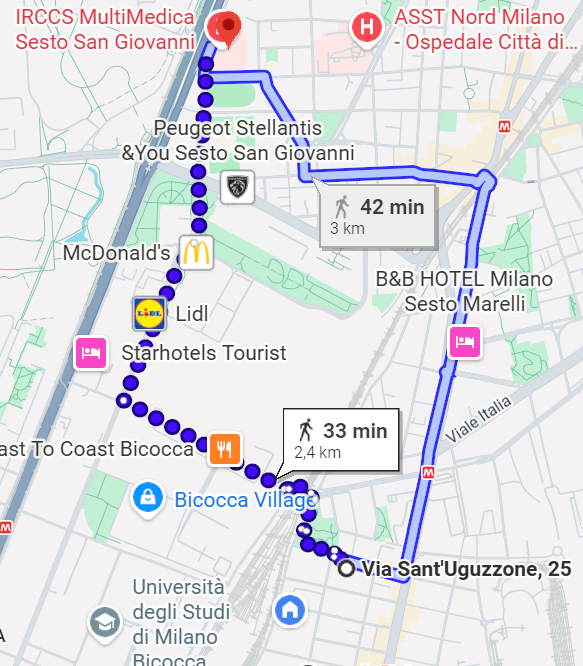 IRCCS MultiMedica
Sesto San Giovanni
H
ASST Nord Milano
- Ospedale Città di...
M
Peugeot Stellantis
&You Sesto San Giovanni
42 min
3 km
McDonald's
B&B HOTEL Milano
Sesto Marelli
LIDL
Lidl
Starhotels Tourist
33 min
2,4 km
Viale Italia
ast To Coast Bicocca
M
Bicocca Village
M
Via Sant'Uguzzone, 25
Università
degli Studi
di Milano
Bicocca
A